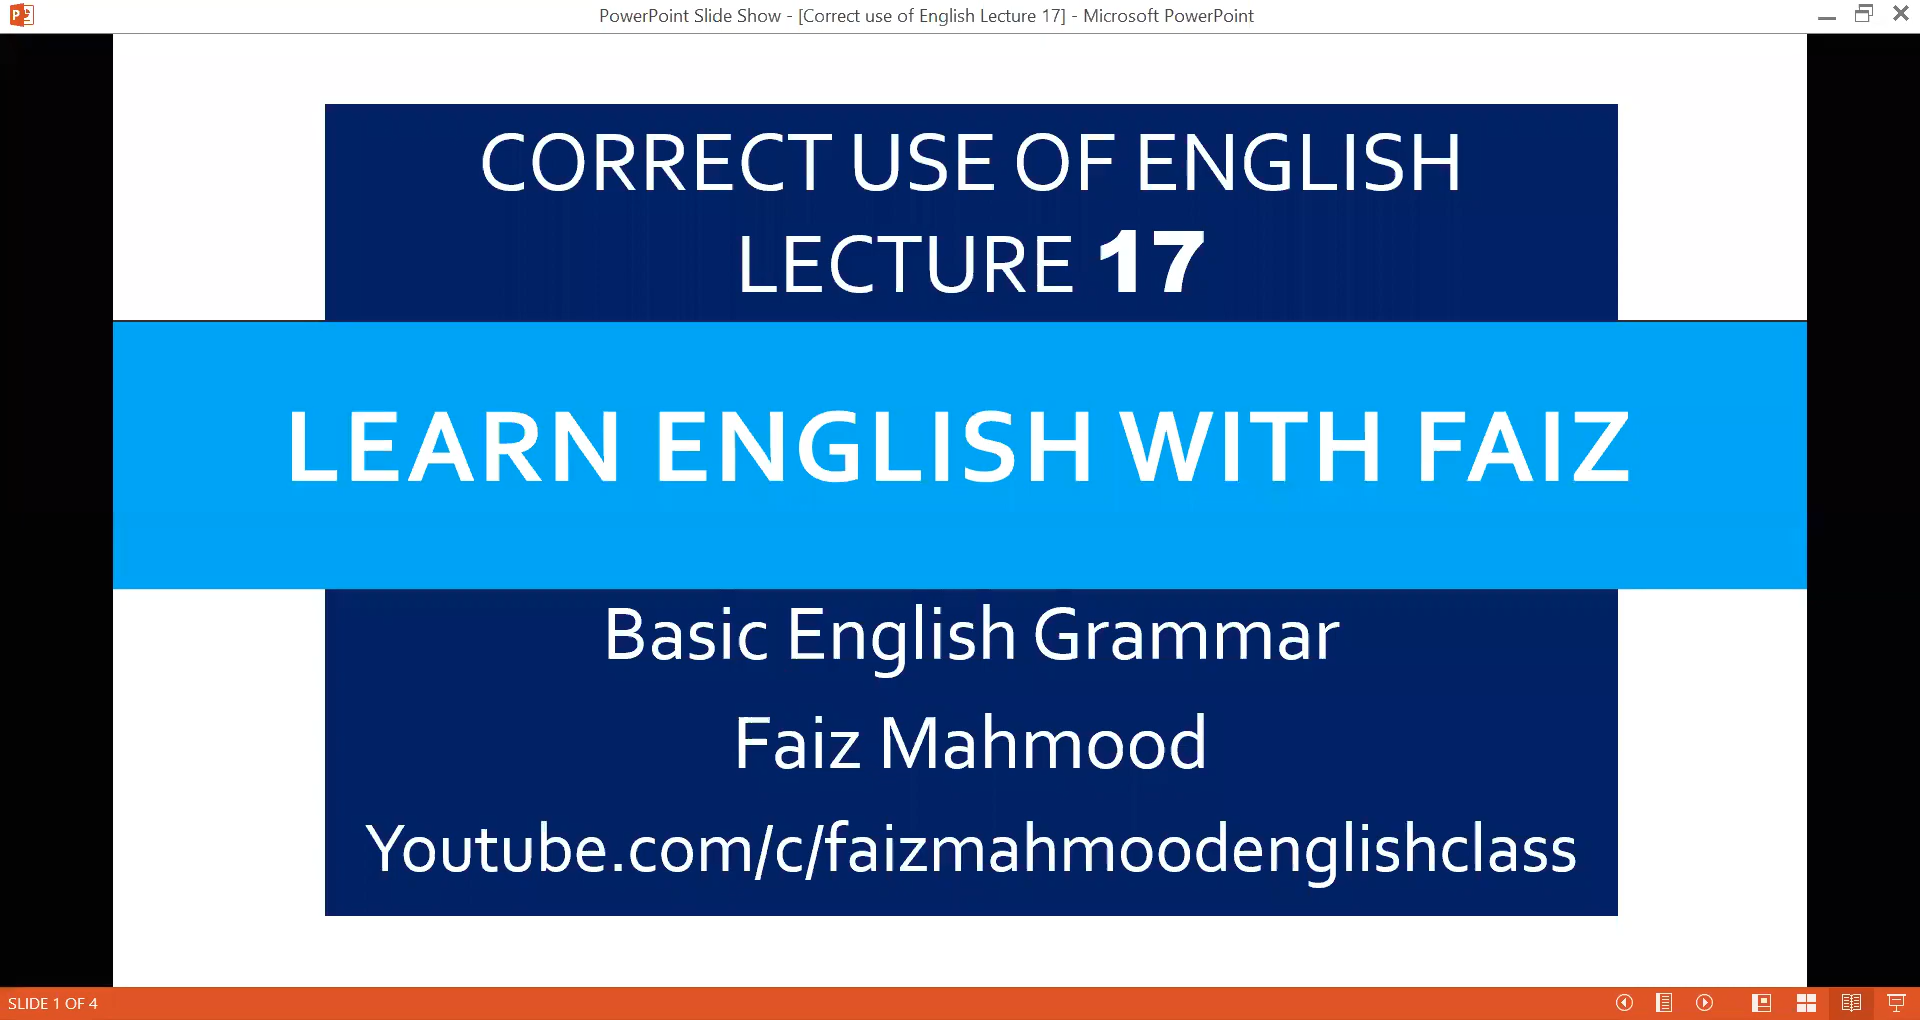 PowerPoint Slide Show - [Correct use of English Lecture 17] - Microsoft PowerPoint
CORRECT USE OF ENGLISH
LECTURE 17
LEARN ENGLISH WITH FAIZ
Basic English Grammar
Faiz Mahmood
Youtube.com/c/faizmahmoodenglishclass
SLIDE 1 OF 4